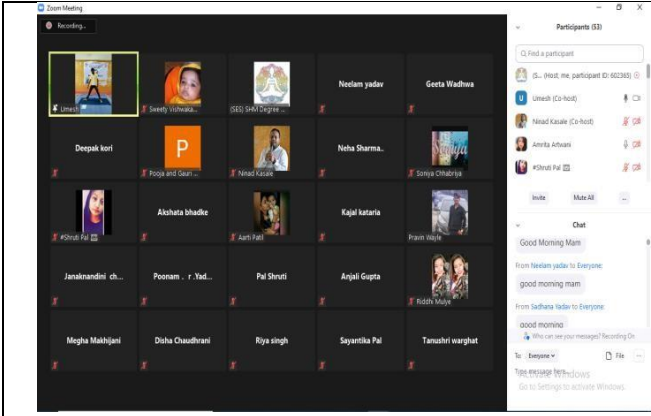 Zoom Meeting
Recording...
Umesh
Sweety Vishwaka...
(SES) SHM Degree ...
Neelam yadav
Geeta Wadhwa
Deepak kori
P
Pooja and Gauri ...
Ninad Kasale
Neha Sharma..
Soniya Chhabriya
#Shruti Pal
Akshata bhadke
Aarti Patil
Kajal kataria
Pravin Wayle
Janaknandini ch...
Poonam . r .Yad...
Pal Shruti
Anjali Gupta
Riddhi Mulye
Megha Makhijani
Disha Chaudhrani
Riya singh
Sayantika Pal
Tanushri warghat
Participants (53)
Find a participant
(S... (Host, me, participant ID: 602365)
U Umesh (Co-host)
Ninad Kasale (Co-host)
Amrita Artwani
#Shruti Pal
Invite Mute All ...
Chat
Good Morning Mam
From Neelam yadav to Everyone:
good morning mam
From Sadhana Yadav to Everyone:
good morning
Who can see your messages? Recording On
To: Everyone File ...
Type message here...
Activate Windows
Go to Settings to activate Windows.